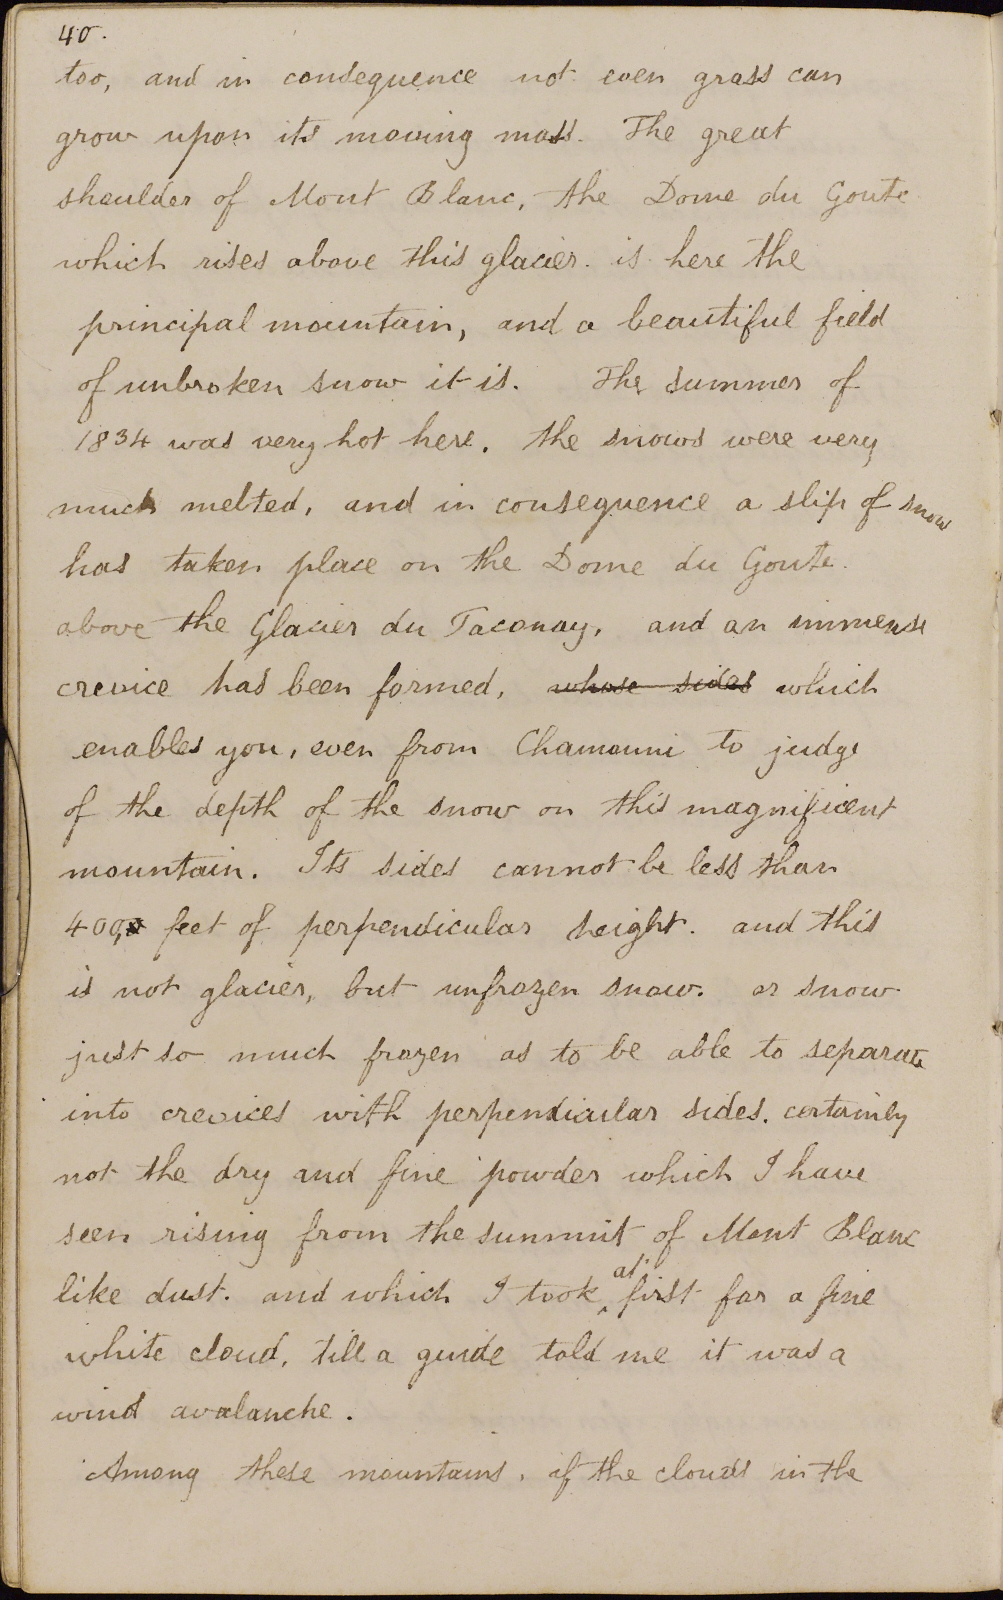 40.
too, and in consequence not even grass can
grow upon its moving mass. The great
shoulder of Mont Blanc, the Dome du Goute
which rises above this glacier. is here the
principal mountain, and a beautiful field
of unbroken snow it is. The summer of
1834 was very hot here. the snows were very
much melted, and in consequence a slip of snow
has taken place on the Dome du Goute.
above the Glacier du Taconay, and an immense
crevice has been formed, whose sides which
enables you, even from Chamouni to judge
of the depth of the snow on this magnificent
mountain. Its sides cannot be less than
400 feet of perpendicular height. and this
is not glacier, but unfrozen snow. or snow
just so much frozen as to be able to separate
into crevices with perpendicular sides. certainly
not the dry and fine powder which I have
seen rising from the summit of Mont Blanc
like dust. and which I took at first for a fine
white cloud, till a guide told me it was a
wind avalanche.
Among these mountains, if the clouds in the